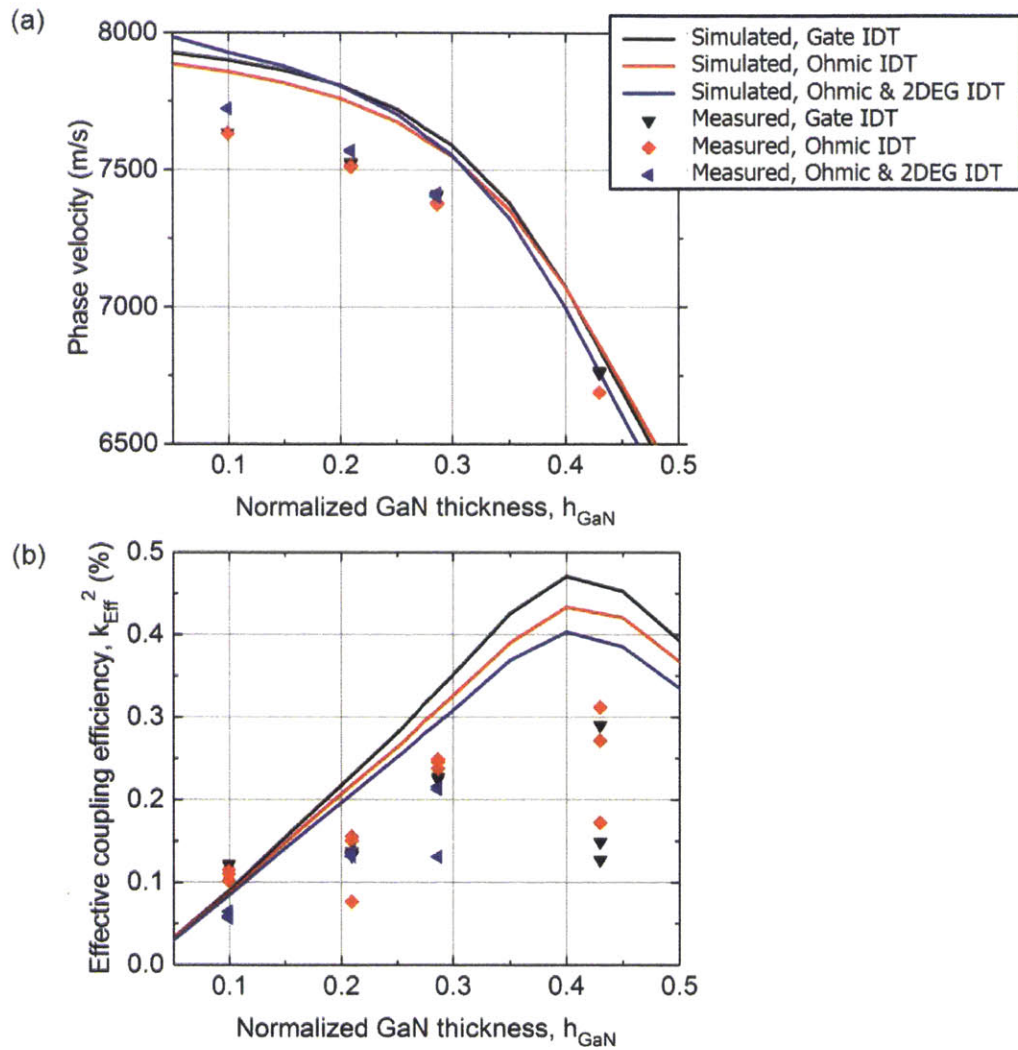 (a)
8000
7500
7000
6500
Phase velocity (m/s)
0.1 0.2 0.3 0.4 0.5
Normalized GaN thickness, hGaN
Simulated, Gate IDT
Simulated, Ohmic IDT
Simulated, Ohmic & 2DEG IDT
Measured, Gate IDT
Measured, Ohmic IDT
Measured, Ohmic & 2DEG IDT
(b)
0.5
0.4
0.3
0.2
0.1
0.0
Effective coupling efficiency, kEff² (%)
0.1 0.2 0.3 0.4 0.5
Normalized GaN thickness, hGaN